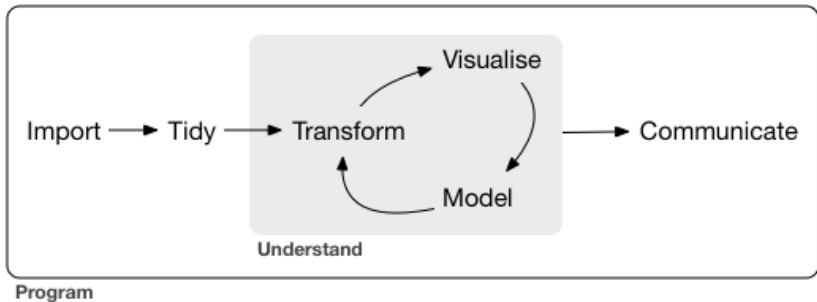 Visualise
Import
Tidy
Transform
Communicate
Model
Understand
Program